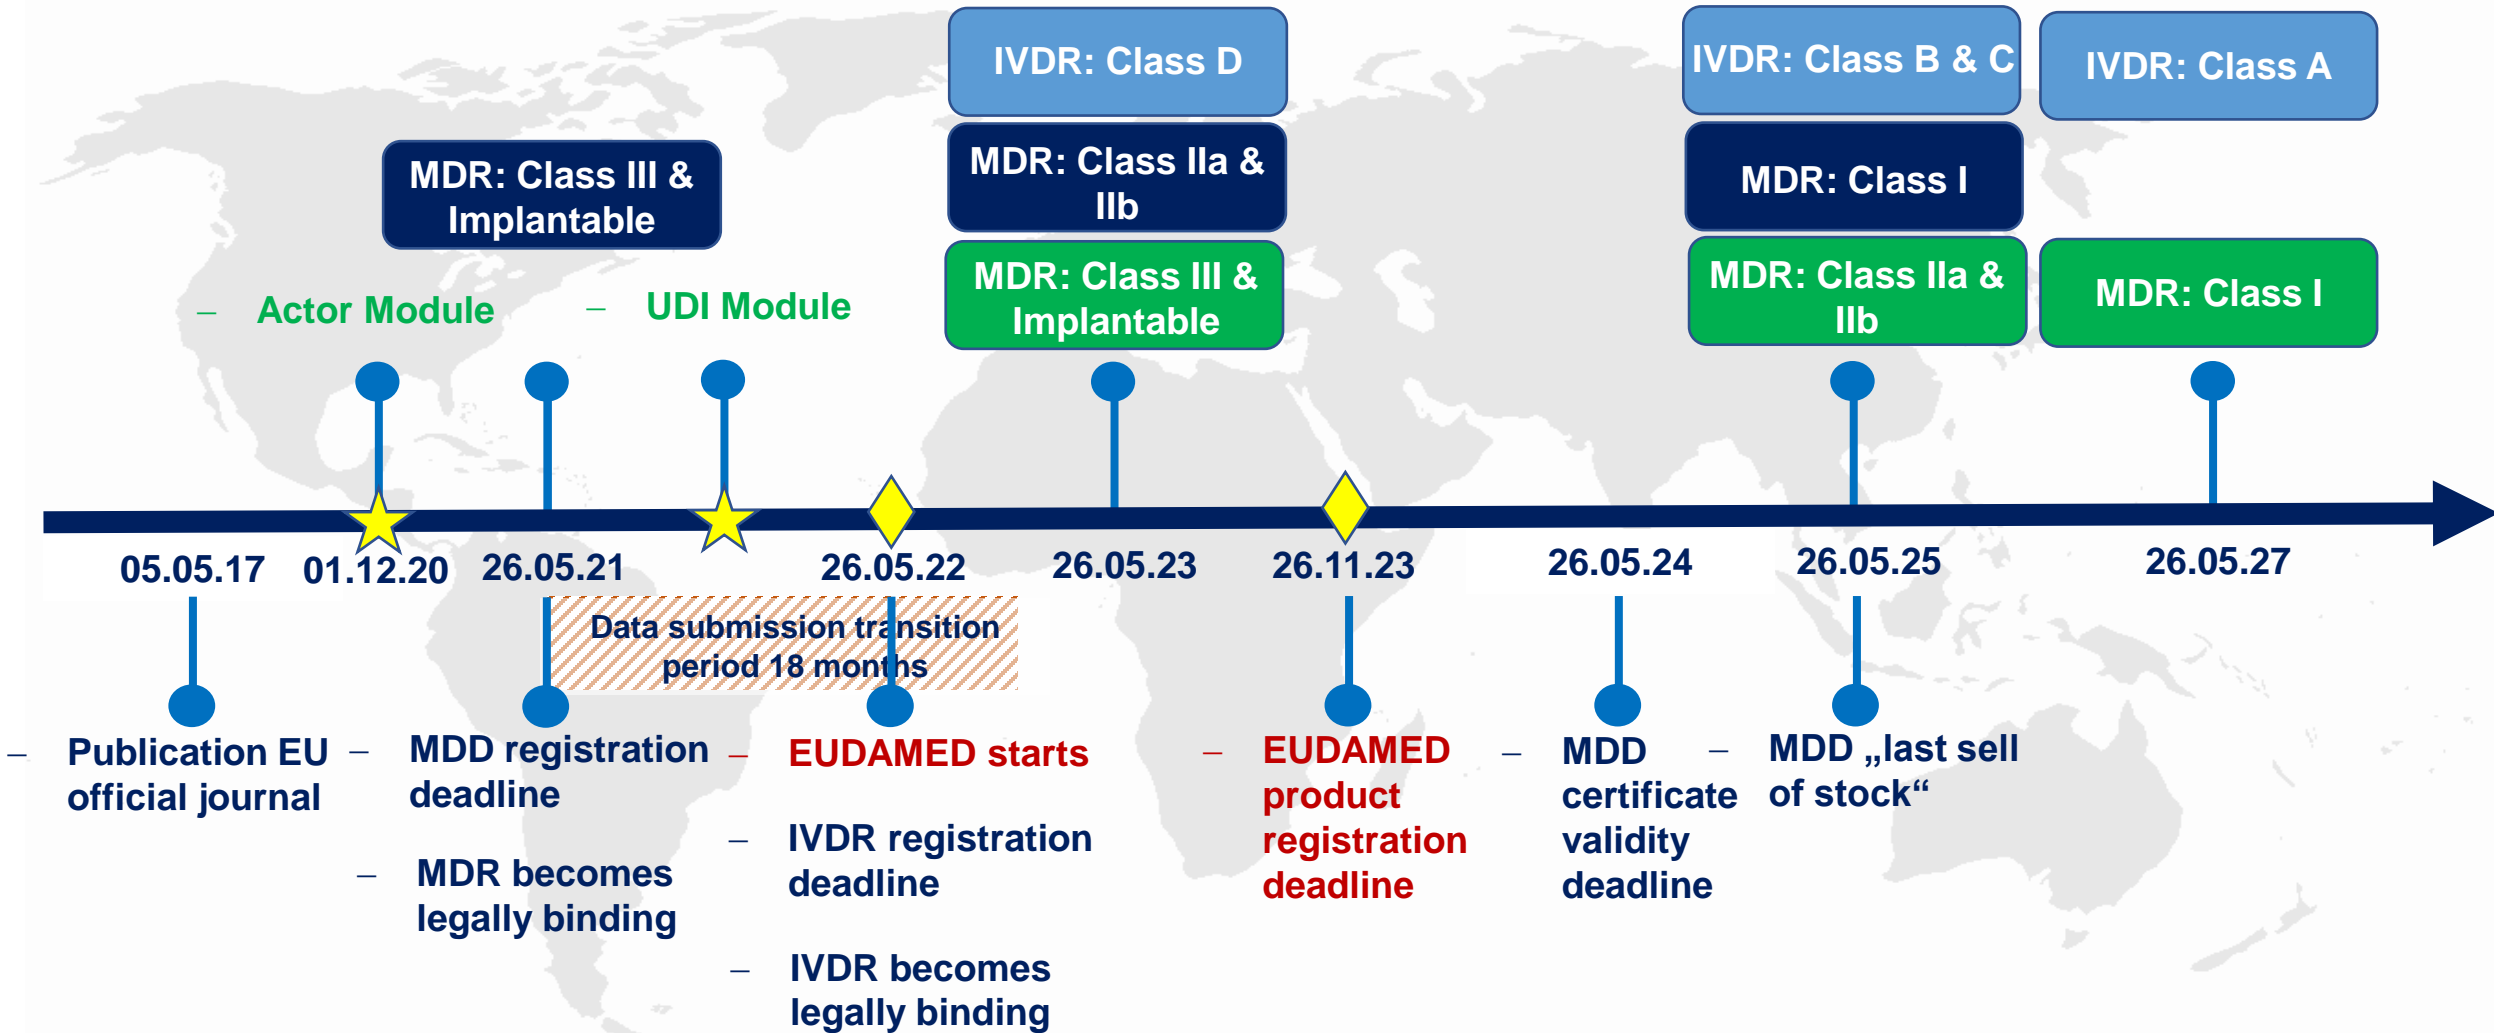 IVDR: Class D
IVDR: Class B & C
IVDR: Class A
MDR: Class III &
Implantable
MDR: Class IIa &
IIb
MDR: Class I
MDR: Class III &
Implantable
MDR: Class IIa &
IIb
MDR: Class I
– Actor Module
– UDI Module
05.05.17
01.12.20
26.05.21
26.05.22
26.05.23
26.11.23
26.05.24
26.05.25
26.05.27
Data submission transition
period 18 months
– Publication EU
official journal
– MDD registration
deadline
– MDR becomes
legally binding
– EUDAMED starts
– IVDR registration
deadline
– IVDR becomes
legally binding
– EUDAMED
product
registration
deadline
– MDD
certificate
validity
deadline
– MDD „last sell
of stock“